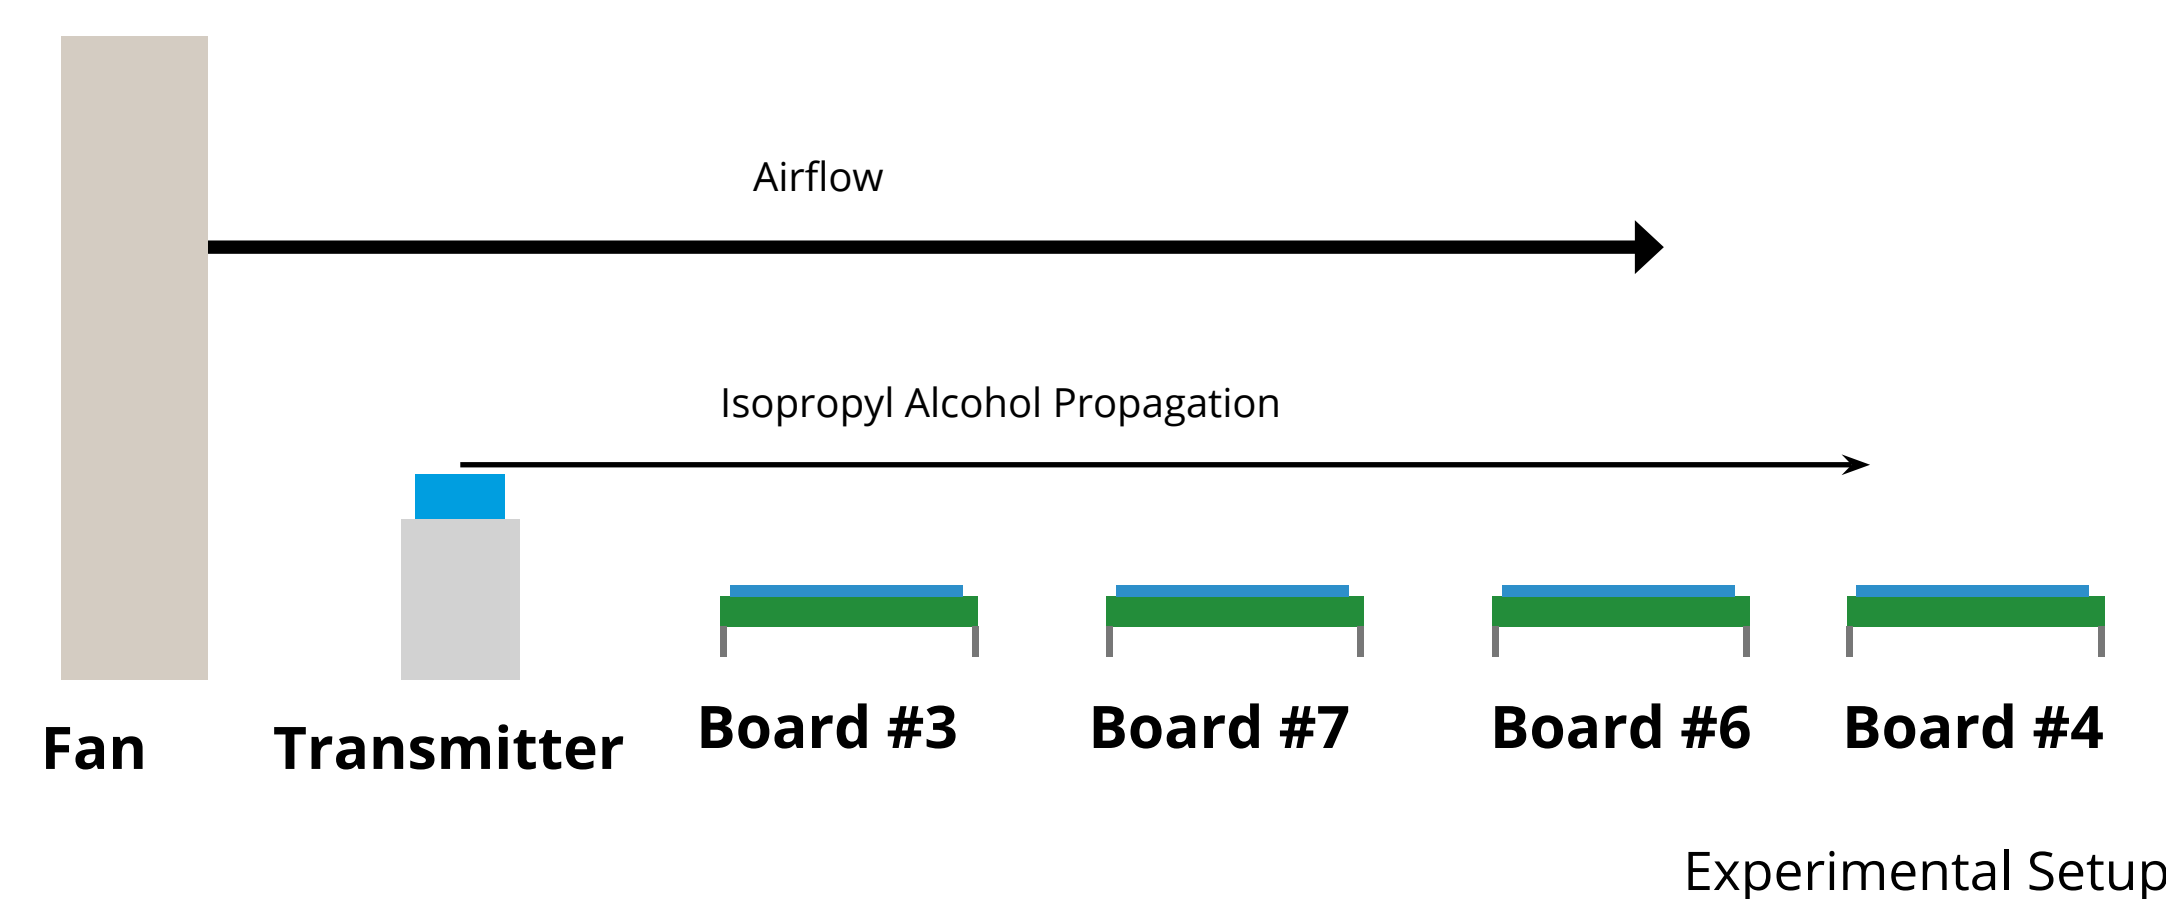 Airflow
Isopropyl Alcohol Propagation
Fan
Transmitter
Board #3
Board #7
Board #6
Board #4
Experimental Setup